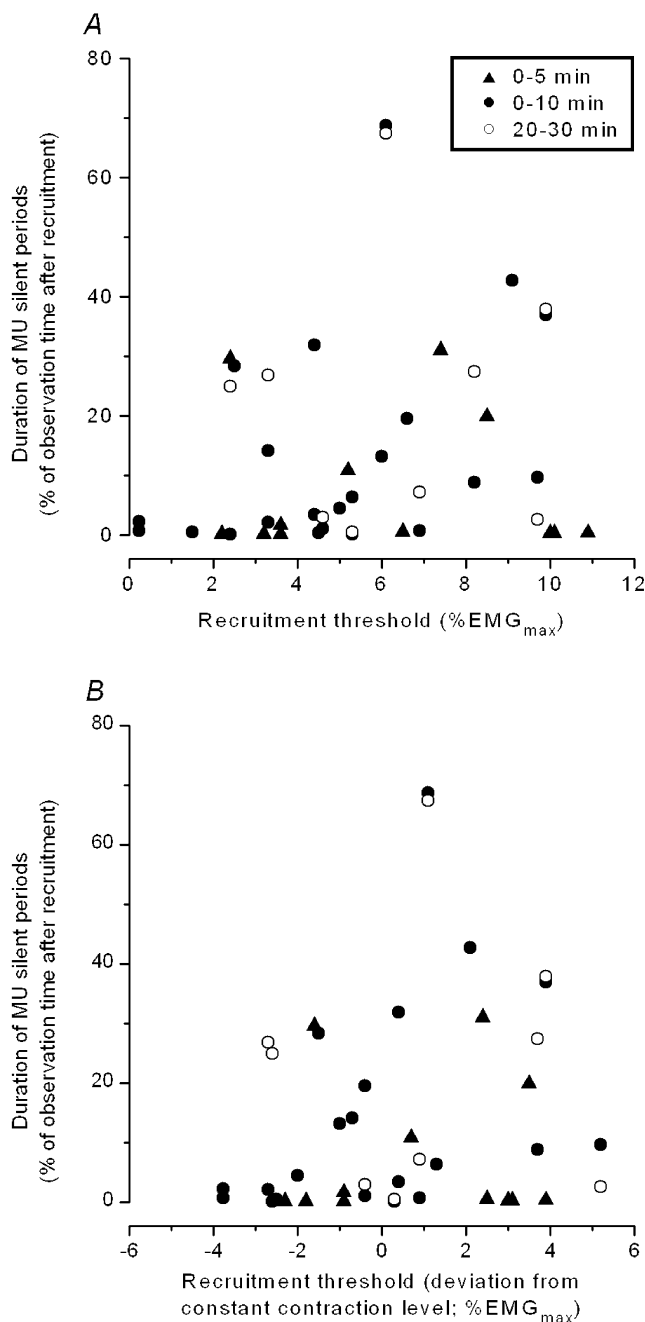 A
80
60
40
20
0
0 2 4 6 8 10 12
Duration of MU silent periods
(% of observation time after recruitment)
0-5 min
0-10 min
20-30 min
Recruitment threshold (%EMGmax)
B
80
60
40
20
0
-6 -4 -2 0 2 4 6
Duration of MU silent periods
(% of observation time after recruitment)
Recruitment threshold (deviation from
constant contraction level; %EMGmax)